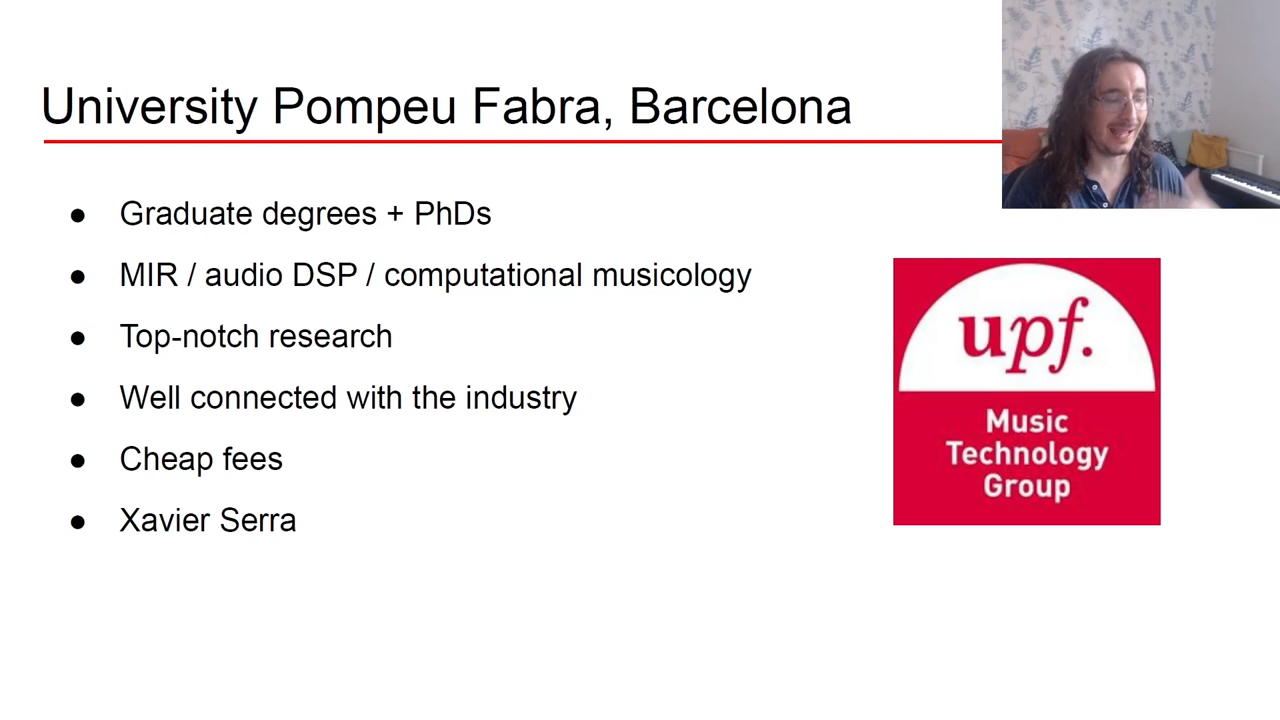 University Pompeu Fabra, Barcelona
● Graduate degrees + PhDs
● MIR / audio DSP / computational musicology
● Top-notch research
● Well connected with the industry
● Cheap fees
● Xavier Serra
upf.
Music
Technology
Group